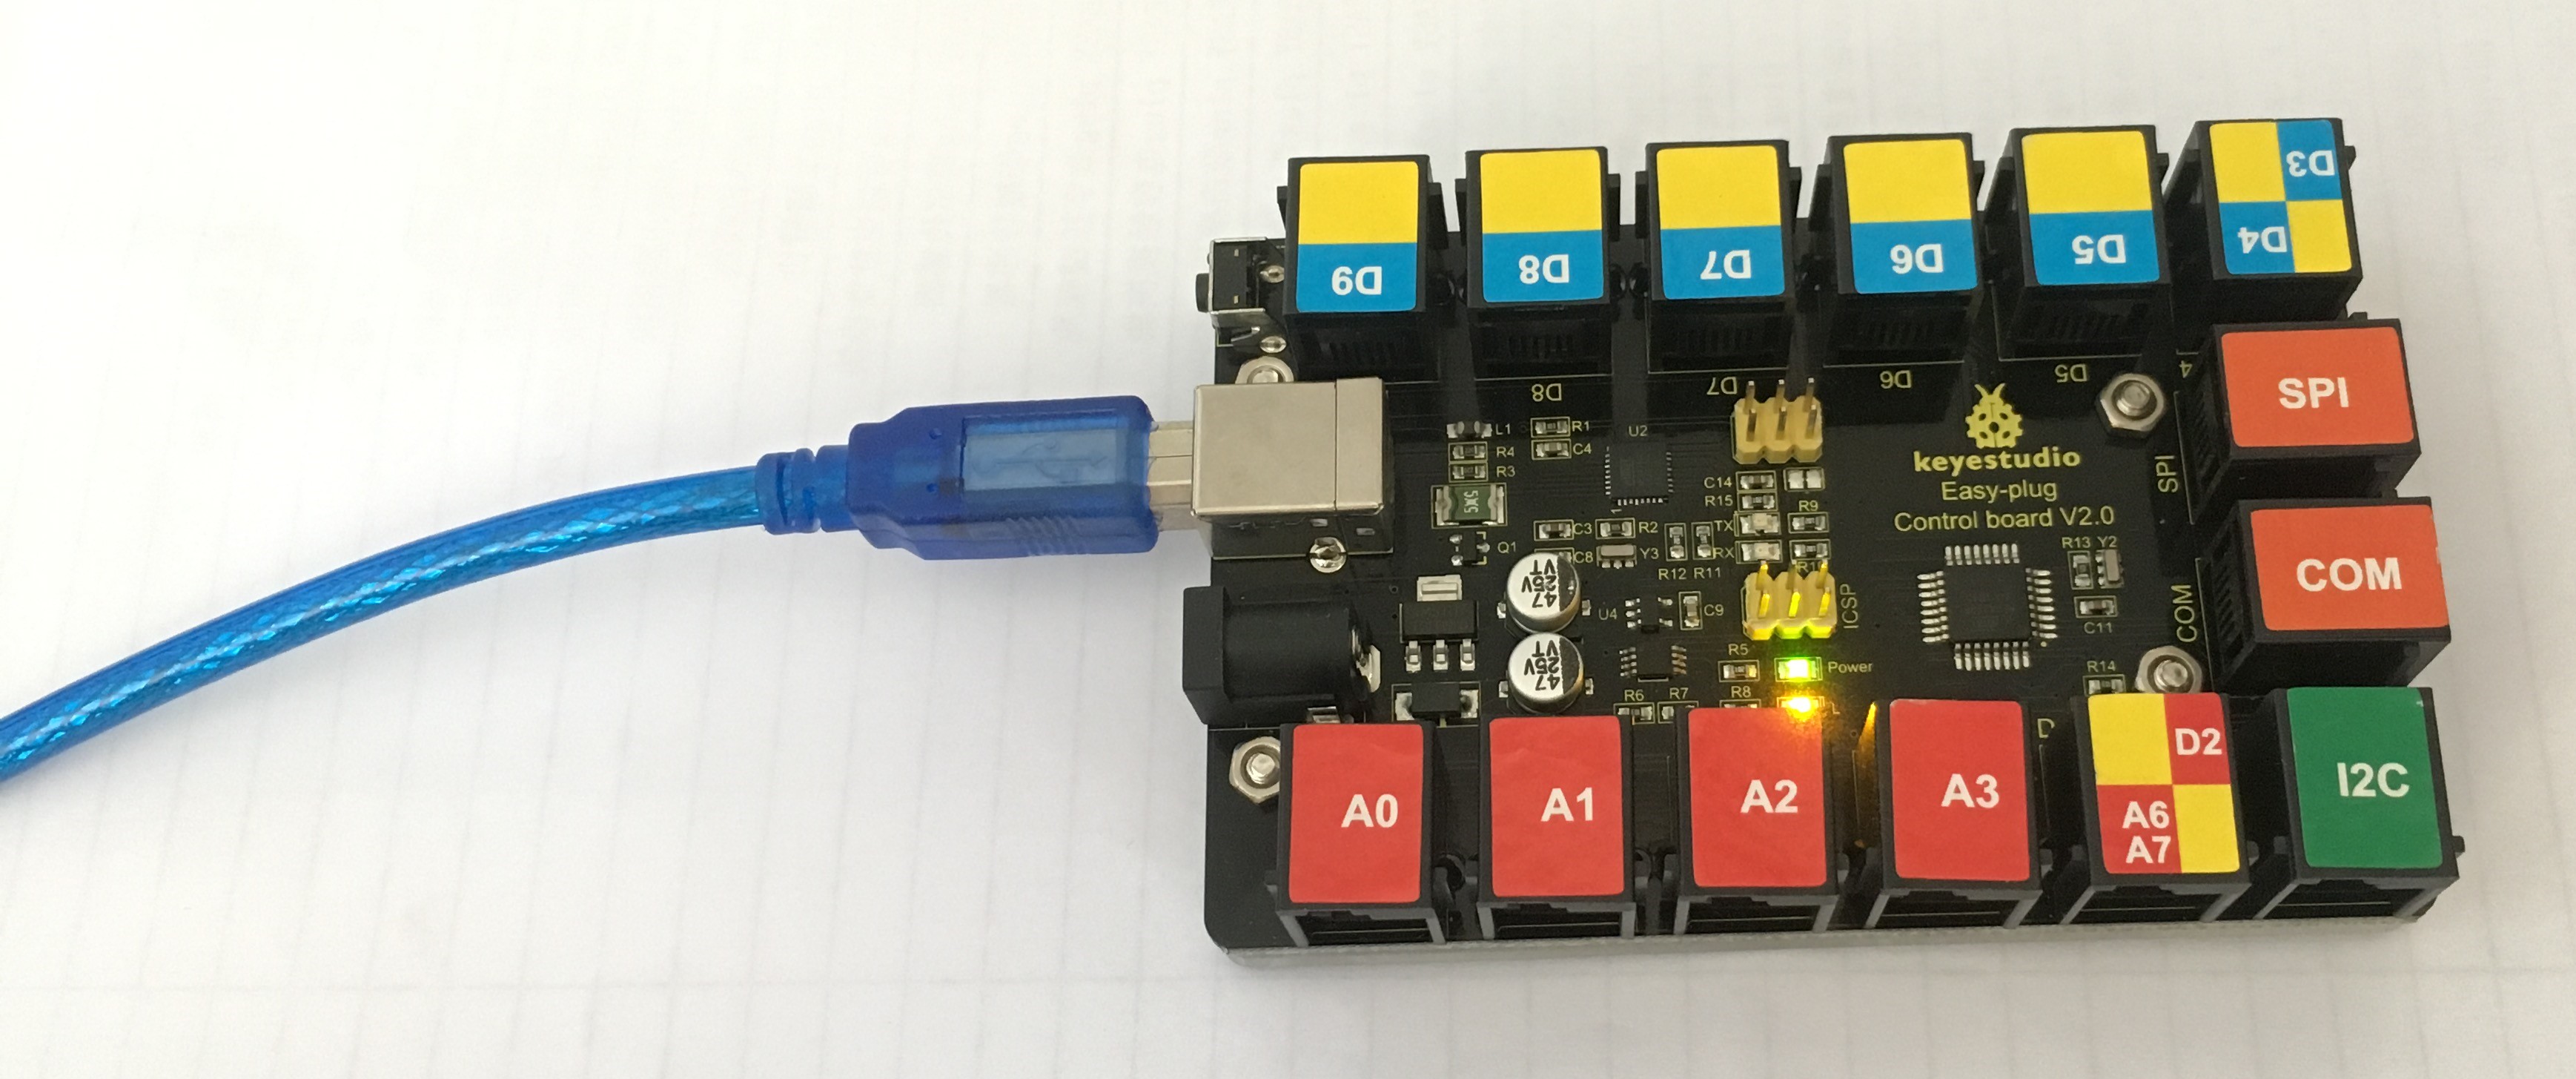 D9
D8
D7
D6
D5
D3
D4
SPI
COM
I2C
D2
A6
A7
A3
A2
A1
A0
D8
D7
D6
D5
4
SPI
COM
keyestudio
Easy-plug
Control board V2.0
L1
R1
R4
C4
R3
U2
C14
R15
TX
R9
C3
R2
Q1
C8
Y3
RX
R12
R11
R13
Y2
ICSP
U4
C9
C11
47
25V
VT
47
25V
VT
R5
Power
R14
R6
R7
R8
L
D
1